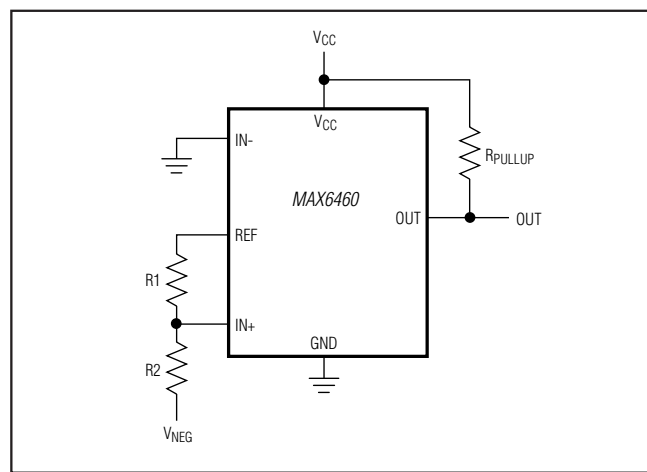 VCC
VCC
IN-
RPULLUP
MAX6460
OUT
OUT
REF
R1
IN+
GND
R2
VNEG